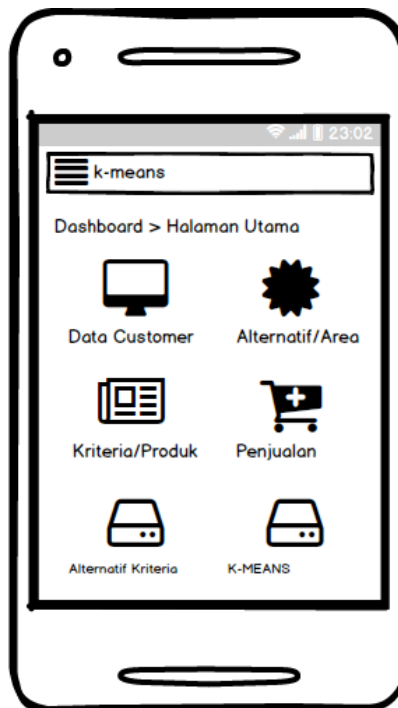 23:02
k-means
Dashboard > Halaman Utama
Data Customer
Alternatif/Area
Kriteria/Produk
Penjualan
Alternatif Kriteria
K-MEANS